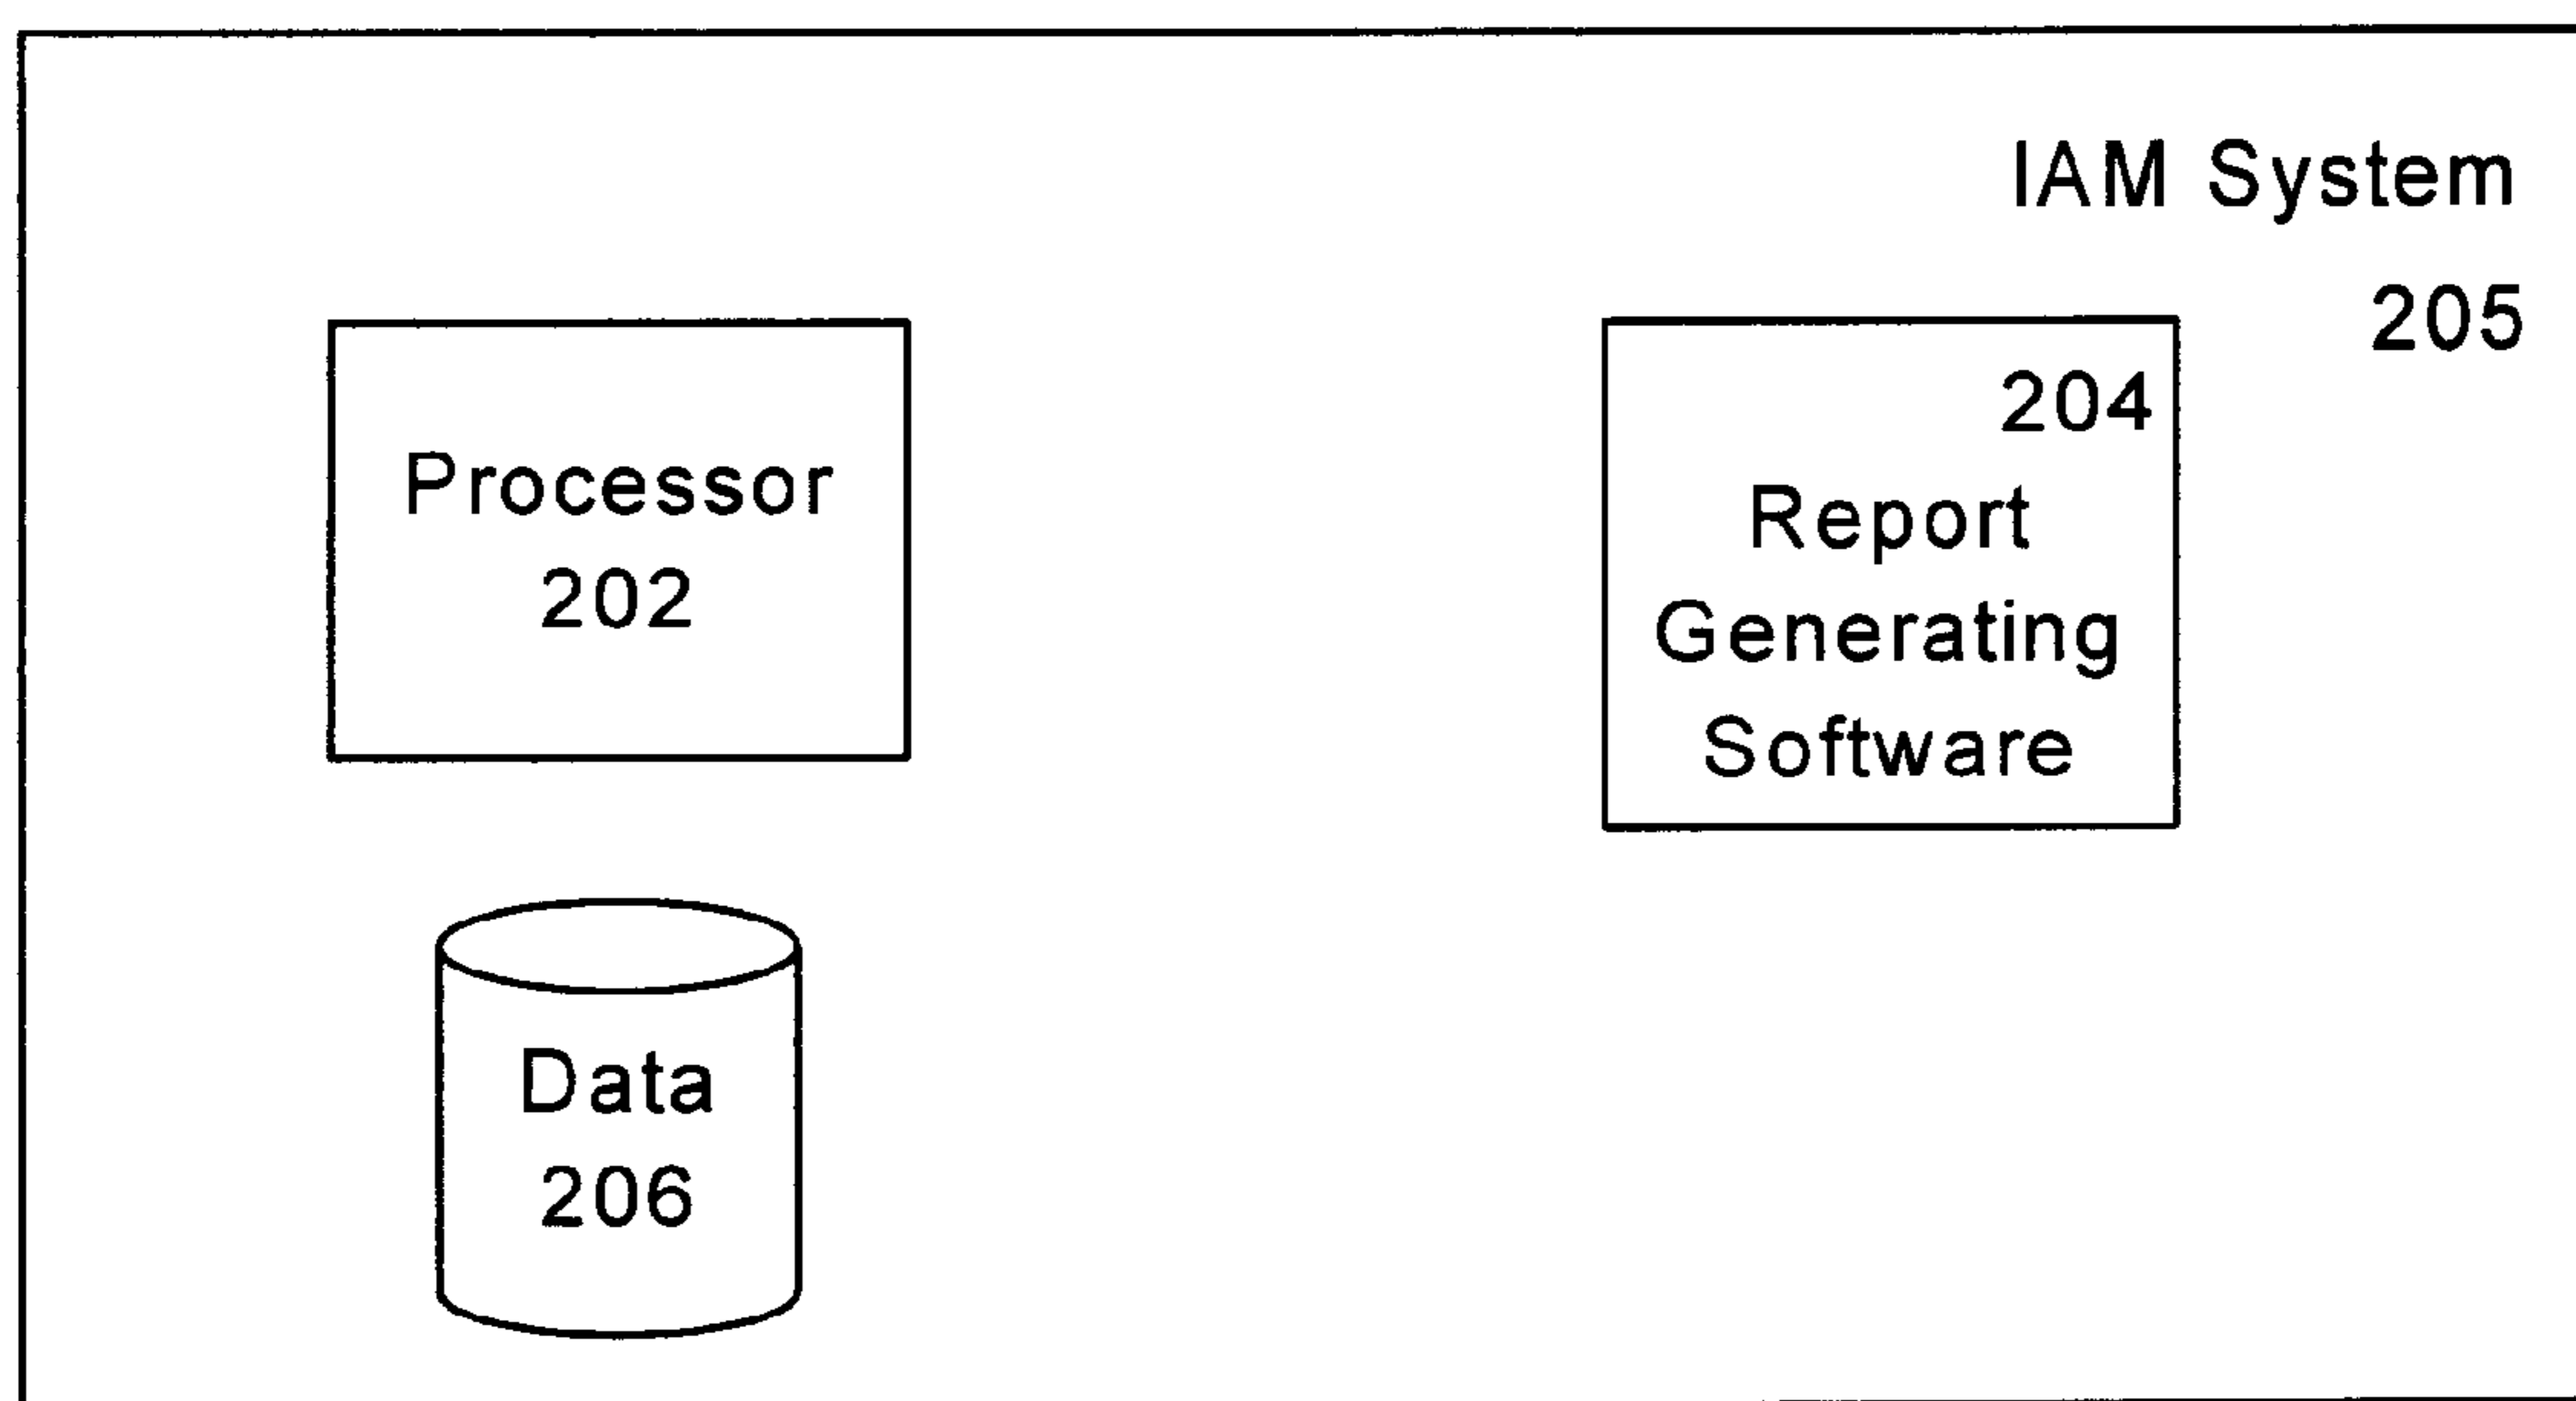 IAM System
205
Processor
202
204
Report
Generating
Software
Data
206